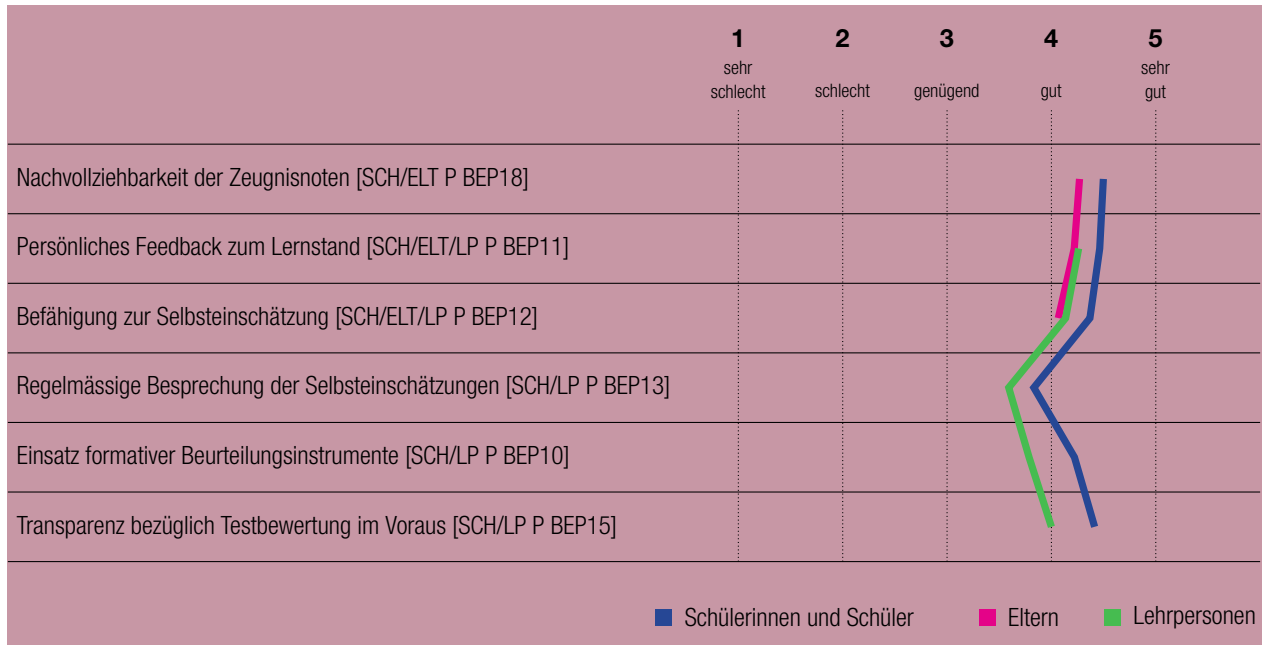 1 2 3 4 5
sehr schlecht schlecht genügend gut sehr gut
Nachvollziehbarkeit der Zeugnisnoten [SCH/ELT P BEP18]
Persönliches Feedback zum Lernstand [SCH/ELT/LP P BEP11]
Befähigung zur Selbsteinschätzung [SCH/ELT/LP P BEP12]
Regelmässige Besprechung der Selbsteinschätzungen [SCH/LP P BEP13]
Einsatz formativer Beurteilungsinstrumente [SCH/LP P BEP10]
Transparenz bezüglich Testbewertung im Voraus [SCH/LP P BEP15]
Schülerinnen und Schüler Eltern Lehrpersonen